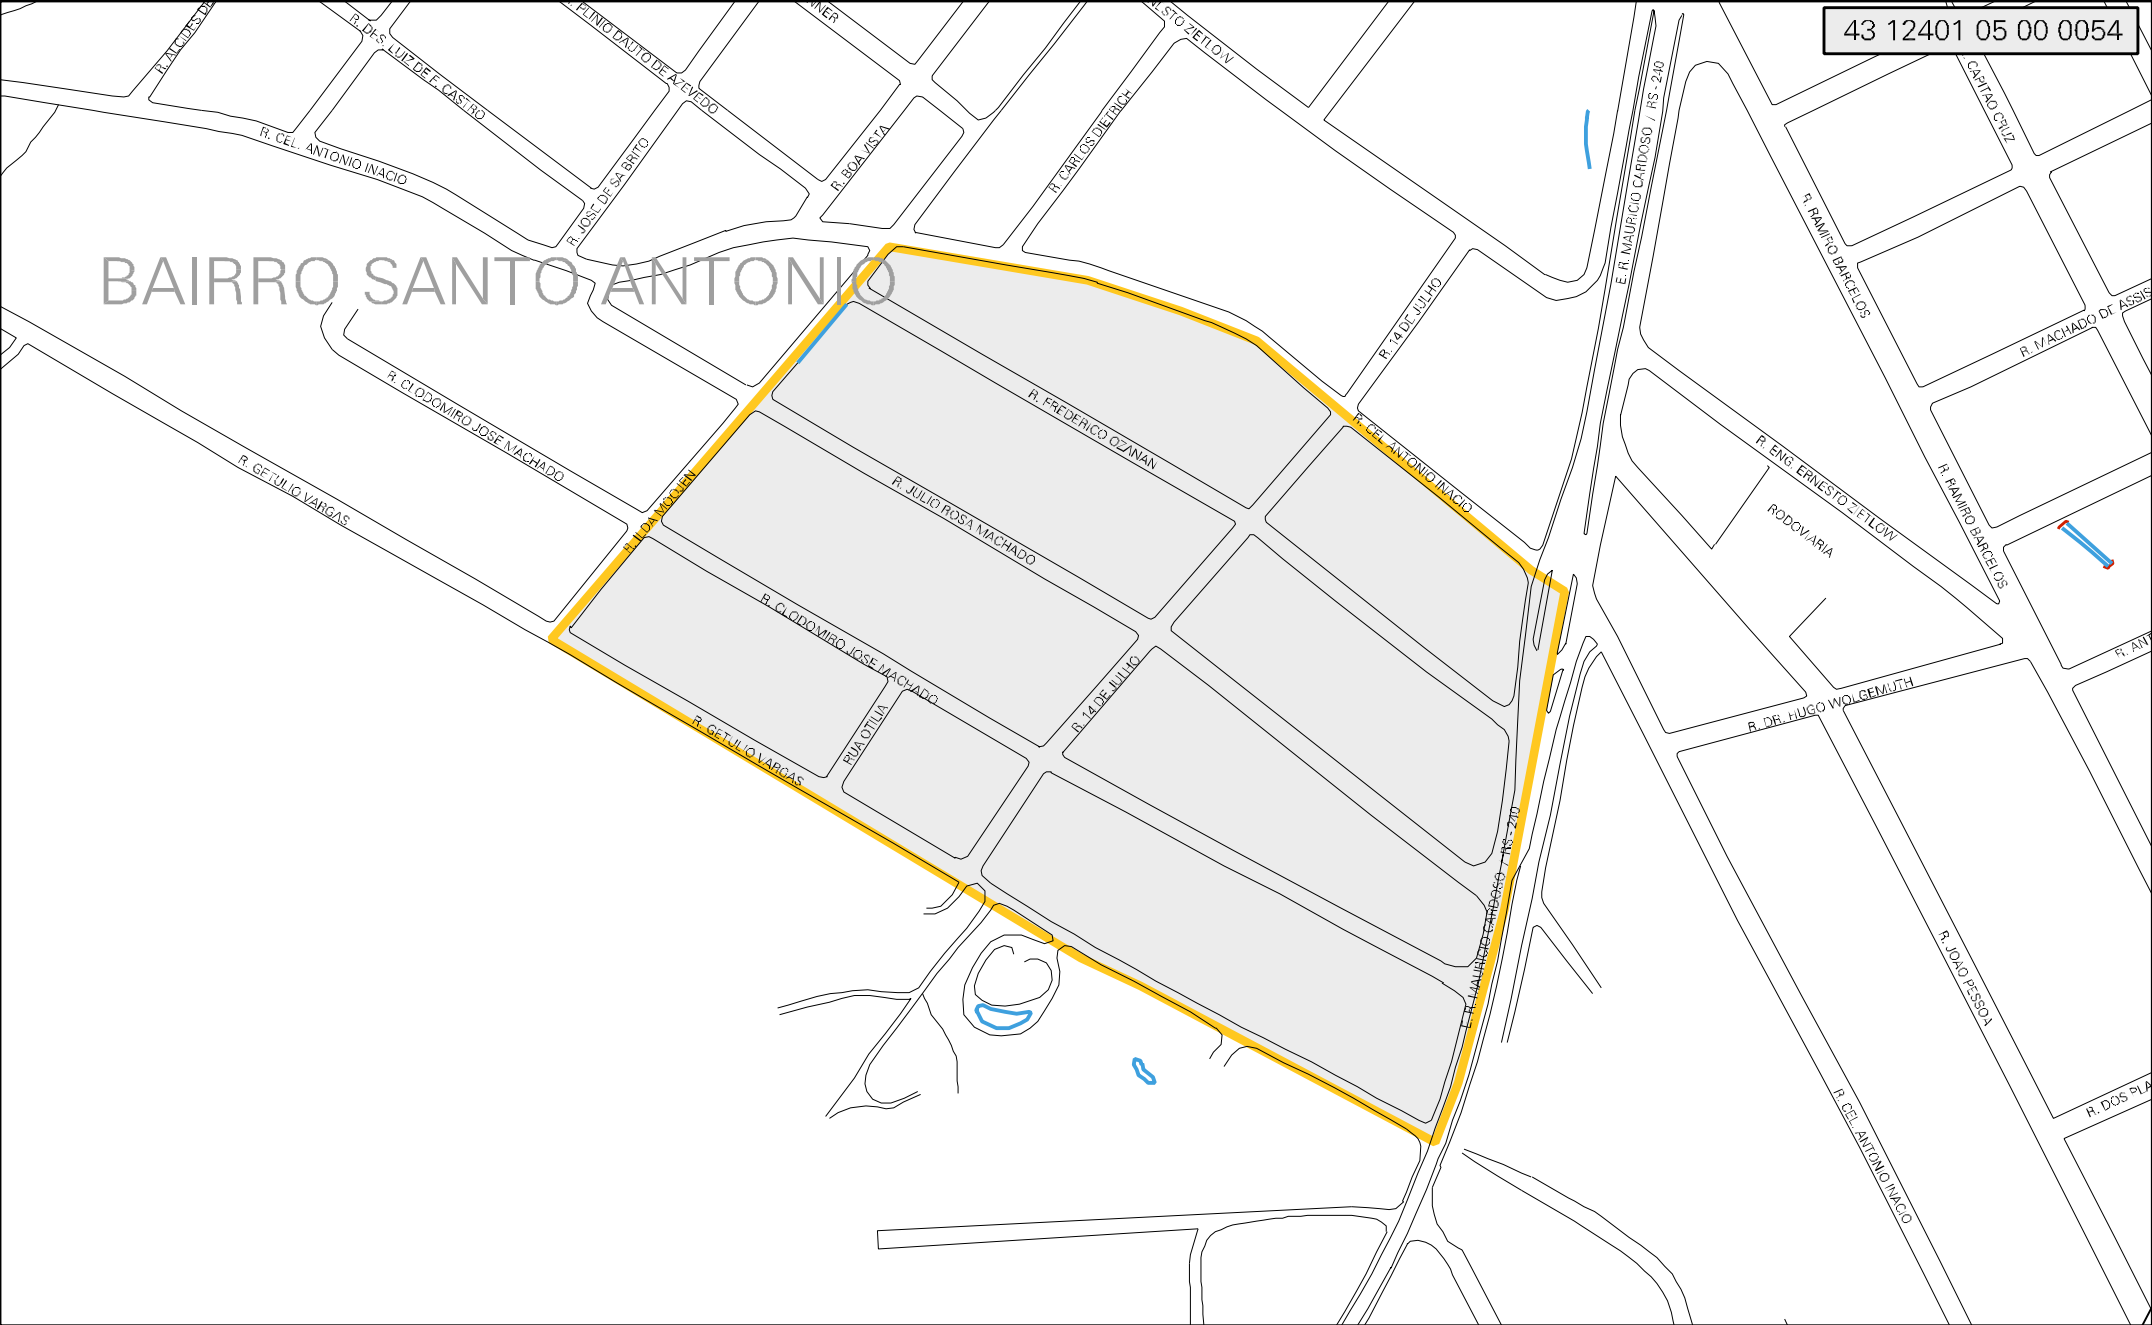 43 12401 05 00 0054
R. DES. LUIZ DE F. CASTRO
R. PLINIO DAUTO DE AZEVEDO
R. CEL. ANTONIO INACIO
R. JOSE DE SA BRITO
R. BOA VISTA
R. CARLOS DIETRICH
E. R. MAURICIO CARDOSO / RS - 240
CAPITAO CRUZ
R. RAMIRO BARCELOS
R. MACHADO DE ASSIS
BAIRRO SANTO ANTONIO
R. 14 DE JULHO
R. CLODOMIRO JOSE MACHADO
R. GETULIO VARGAS
R. FREDERICO OZANAN
R. CEL ANTONIO INACIO
R. JULIO ROSA MACHADO
R. ILDA MOOJEN
R. ENG. ERNESTO ZIETLOW
RODOVIARIA
R. RAMIRO BARCELOS
R. CLODOMIRO JOSE MACHADO
R. 14 DE JULHO
RUA OTILIA
R. GETULIO VARGAS
R. DR. HUGO WOLGEMUTH
E. R. MAURICIO CARDOSO / RS - 240
R. JOAO PESSOA
R. CEL. ANTONIO INACIO
R. DOS